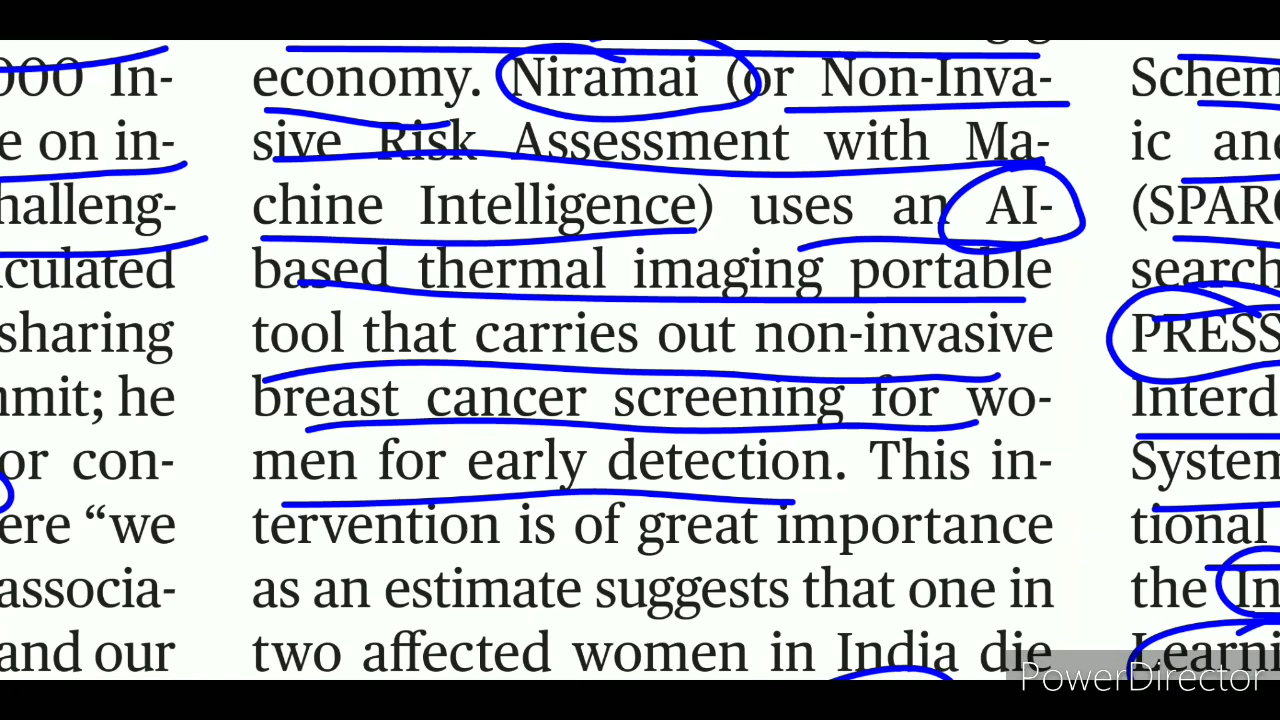 000 In-
e on in-
halleng-
culated
sharing
mmit; he
or con-
ere “we
associa-
and our
economy. Niramai (or Non-Inva-
sive Risk Assessment with Ma-
chine Intelligence) uses an AI-
based thermal imaging portable
tool that carries out non-invasive
breast cancer screening for wo-
men for early detection. This in-
tervention is of great importance
as an estimate suggests that one in
two affected women in India die
Schem
ic and
(SPARC
search
PRESS
Interd
System
tional
the In
Learni
PowerDirector